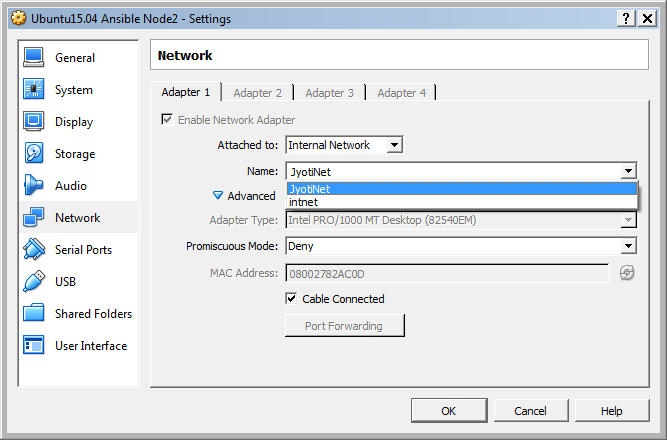 Ubuntu15.04 Ansible Node2 - Settings
General
System
Display
Storage
Audio
Network
Serial Ports
USB
Shared Folders
User Interface
Network
Adapter 1 Adapter 2 Adapter 3 Adapter 4
Enable Network Adapter
Attached to: Internal Network
Name: JyotiNet
JyotiNet
intnet
Advanced
Adapter Type: Intel PRO/1000 MT Desktop (82540EM)
Promiscuous Mode: Deny
MAC Address: 08002782AC0D
Cable Connected
Port Forwarding
OK Cancel Help